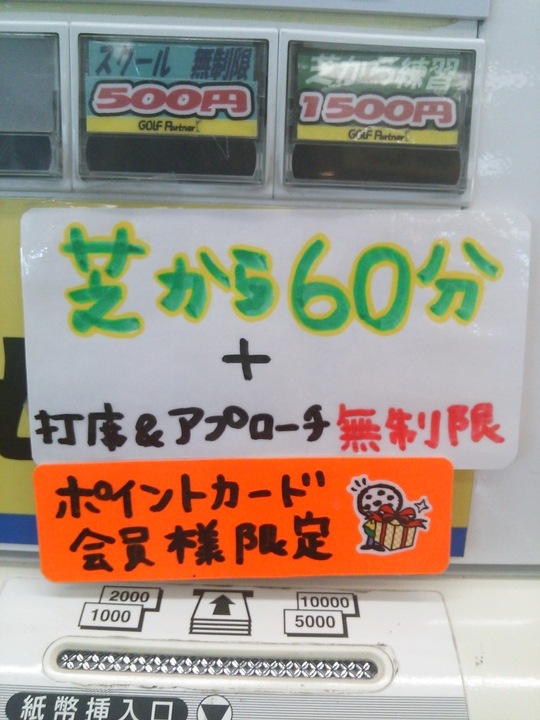 スクール 無制限
500円
GOLF Partner
芝から練習
1500円
GOLF Partner
芝から60分
+
打席&アプローチ無制限
ポイントカード
会員様限定
2000
1000
10000
5000
紙幣挿入口